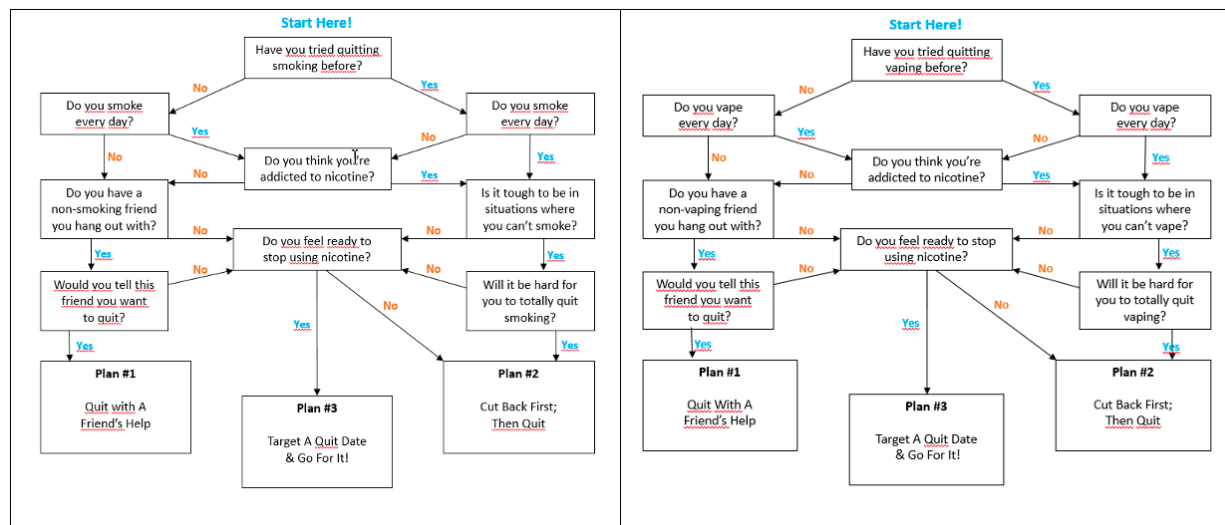 Start Here!
Have you tried quitting
smoking before?
No
Yes
Do you smoke
every day?
Do you smoke
every day?
Yes
No
No
Do you think you're
addicted to nicotine?
Yes
No
Yes
Do you have a
non-smoking friend
you hang out with?
Is it tough to be in
situations where
you can't smoke?
No
No
Do you feel ready to
stop using nicotine?
Yes
Yes
No
No
Would you tell this
friend you want
to quit?
Will it be hard for
you to totally quit
smoking?
Yes
No
Yes
Yes
Plan #1
Quit with A
Friend's Help
Plan #3
Target A Quit Date
& Go For It!
Plan #2
Cut Back First;
Then Quit
Start Here!
Have you tried quitting
vaping before?
No
Yes
Do you vape
every day?
Do you vape
every day?
Yes
No
No
Do you think you're
addicted to nicotine?
Yes
No
Yes
Do you have a
non-vaping friend
you hang out with?
Is it tough to be in
situations where
you can't vape?
No
No
Do you feel ready to stop
using nicotine?
Yes
Yes
No
No
Would you tell this
friend you want
to quit?
Will it be hard for
you to totally quit
vaping?
Yes
No
Yes
Yes
Plan #1
Quit With A
Friend's Help
Plan #3
Target A Quit Date
& Go For It!
Plan #2
Cut Back First;
Then Quit